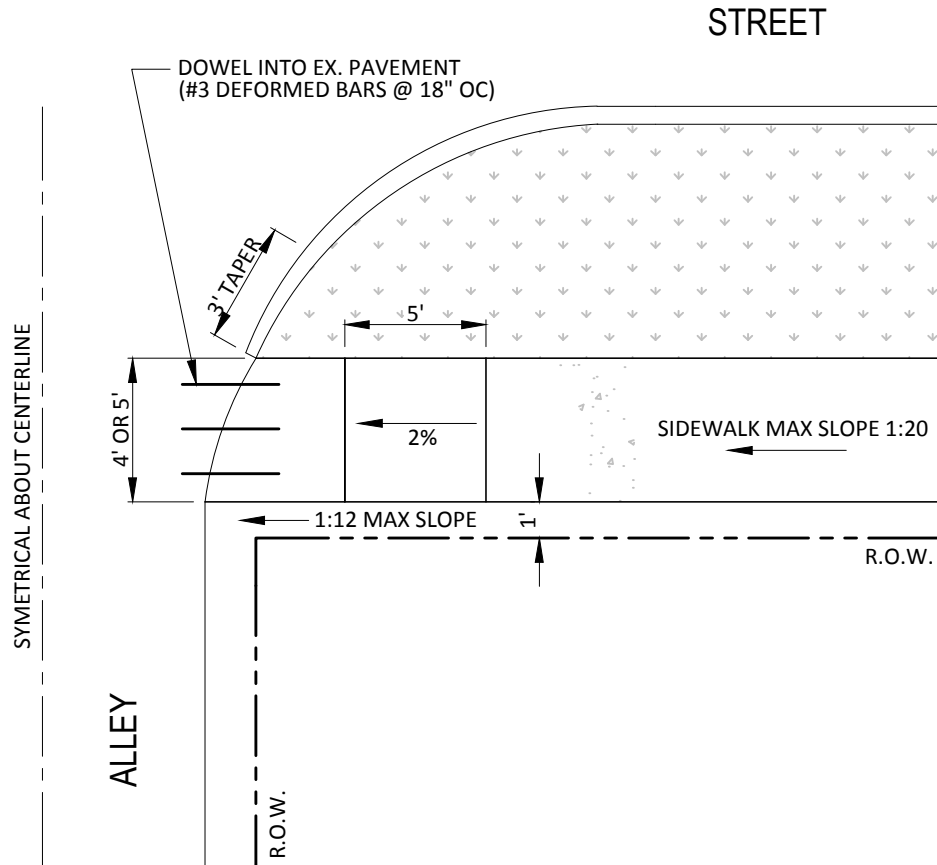 STREET
DOWEL INTO EX. PAVEMENT
(#3 DEFORMED BARS @ 18" OC)
3' TAPER
5'
4' OR 5'
2%
SIDEWALK MAX SLOPE 1:20
1:12 MAX SLOPE
1'
R.O.W.
SYMETRICAL ABOUT CENTERLINE
ALLEY
R.O.W.